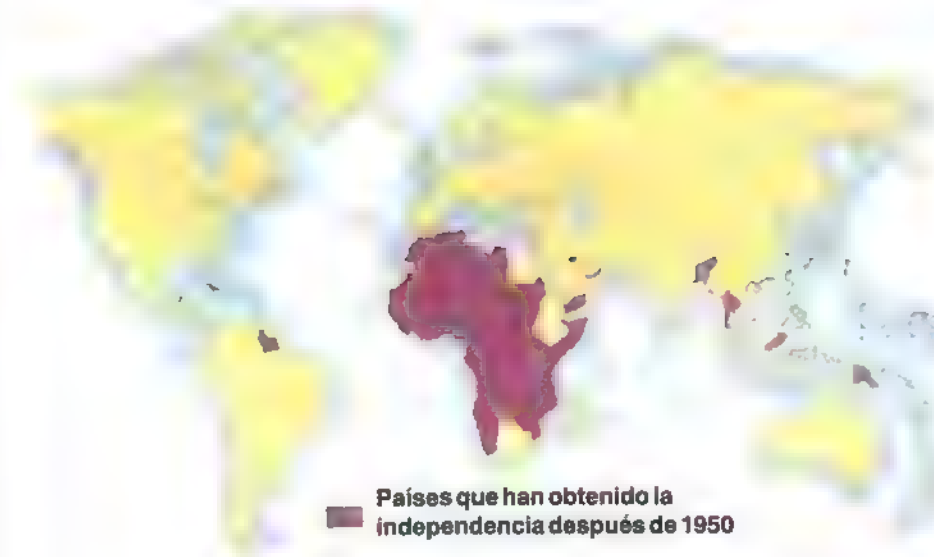 Países que han obtenido la
independencia después de 1950